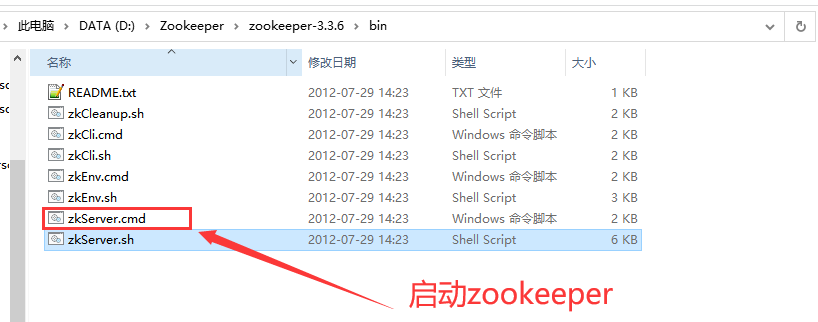 此电脑 > DATA (D:) > Zookeeper > zookeeper-3.3.6 > bin
名称 修改日期 类型 大小
README.txt 2012-07-29 14:23 TXT 文件 1 KB
zkCleanup.sh 2012-07-29 14:23 Shell Script 2 KB
zkCli.cmd 2012-07-29 14:23 Windows 命令脚本 2 KB
zkCli.sh 2012-07-29 14:23 Shell Script 2 KB
zkEnv.cmd 2012-07-29 14:23 Windows 命令脚本 2 KB
zkEnv.sh 2012-07-29 14:23 Shell Script 3 KB
zkServer.cmd 2012-07-29 14:23 Windows 命令脚本 2 KB
zkServer.sh 2012-07-29 14:23 Shell Script 6 KB
启动zookeeper